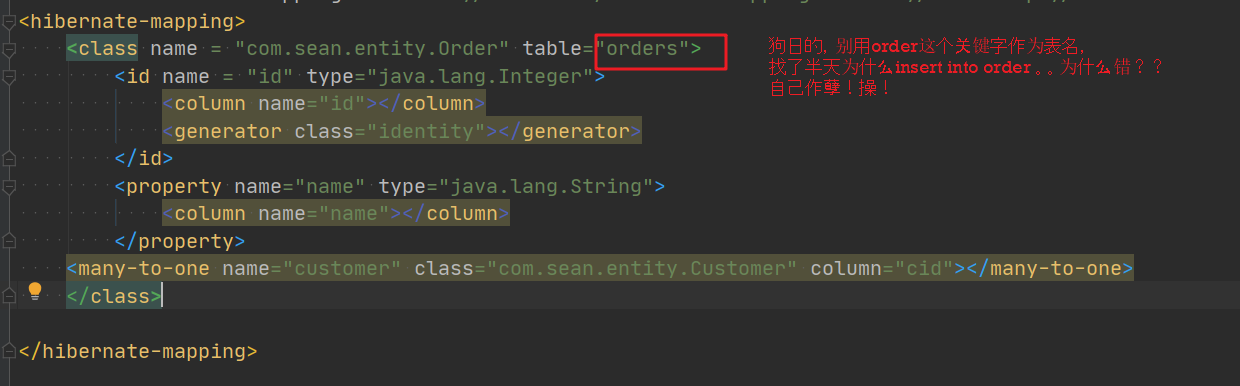 <hibernate-mapping>
<class name = "com.sean.entity.Order" table="orders">
狗日的，别用order这个关键字作为表名，
<id name = "id" type="java.lang.Integer">
找了半天为什么insert into order 。。为什么错？？
<column name="id"></column>
自己作孽！操！
<generator class="identity"></generator>
</id>
<property name="name" type="java.lang.String">
<column name="name"></column>
</property>
<many-to-one name="customer" class="com.sean.entity.Customer" column="cid"></many-to-one>
</class>
</hibernate-mapping>